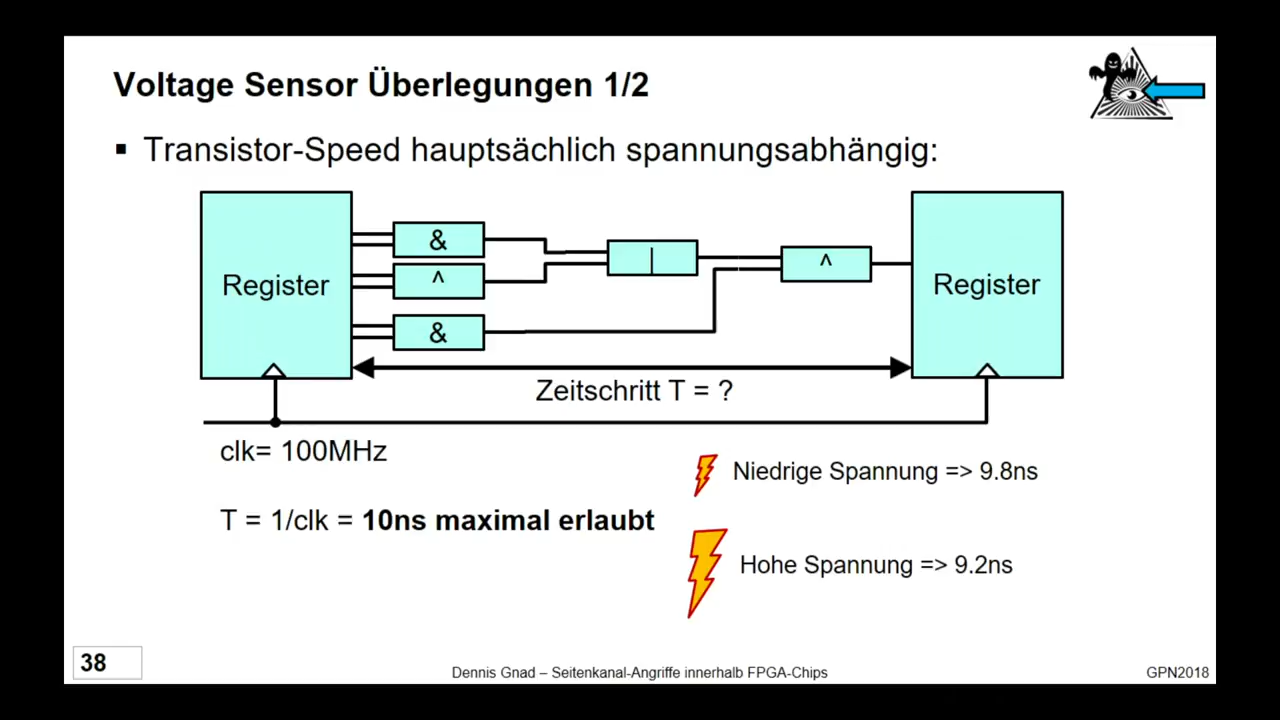 Voltage Sensor Überlegungen 1/2
▪ Transistor-Speed hauptsächlich spannungsabhängig:
Register
&
^
&
|
^
Register
Zeitschritt T = ?
clk= 100MHz
T = 1/clk = 10ns maximal erlaubt
Niedrige Spannung => 9.8ns
Hohe Spannung => 9.2ns
38
Dennis Gnad – Seitenkanal-Angriffe innerhalb FPGA-Chips
GPN2018